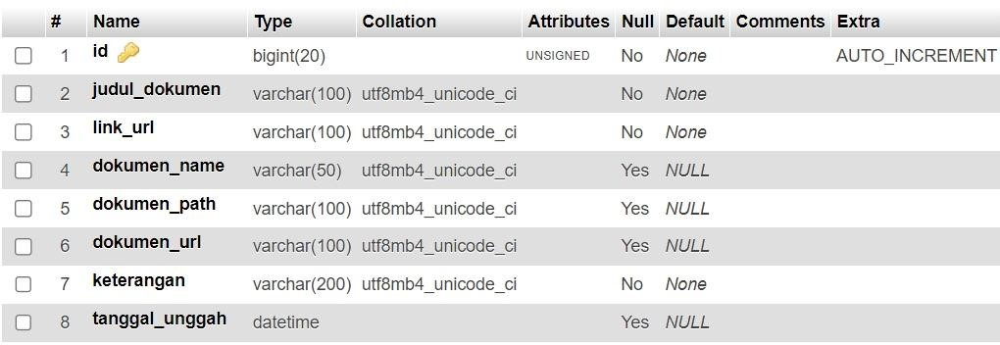 # Name Type Collation Attributes Null Default Comments Extra
1 id bigint(20) UNSIGNED No None AUTO_INCREMENT
2 judul_dokumen varchar(100) utf8mb4_unicode_ci No None
3 link_url varchar(100) utf8mb4_unicode_ci No None
4 dokumen_name varchar(50) utf8mb4_unicode_ci Yes NULL
5 dokumen_path varchar(100) utf8mb4_unicode_ci Yes NULL
6 dokumen_url varchar(100) utf8mb4_unicode_ci Yes NULL
7 keterangan varchar(200) utf8mb4_unicode_ci No None
8 tanggal_unggah datetime Yes NULL